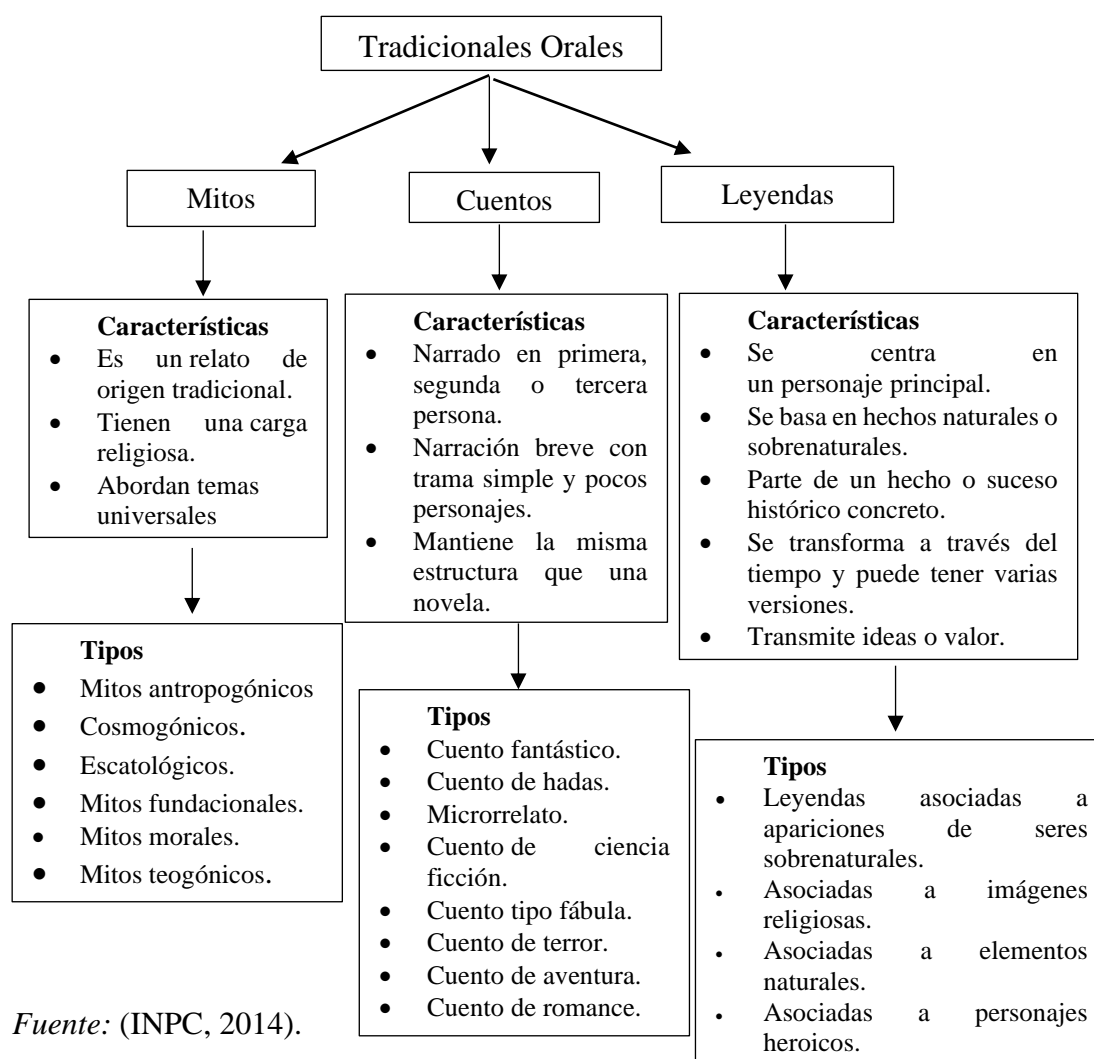 Tradicionales Orales
Mitos
Cuentos
Leyendas
Característísticas
Es un relato de
origen tradicional.
Tienen una carga
religiosa.
Abordan temas
universales
Característísticas
Narrado en primera,
segunda o tercera
persona.
Narración breve con
trama simple y pocos
personajes.
Mantiene la misma
estructura que una
novela.
Característísticas
Se centra en
un personaje principal.
Se basa en hechos naturales o
sobrenaturales.
Parte de un hecho o suceso
histórico concreto.
Se transforma a través del
tiempo y puede tener varias
versiones.
Transmite ideas o valor.
Tipos
Mitos antropogónicos
Cosmogónicos.
Escatológicos.
Mitos fundacionales.
Mitos morales.
Mitos teogónicos.
Tipos
Cuento fantástico.
Cuento de hadas.
Microrrelato.
Cuento de ciencia
ficción.
Cuento tipo fábula.
Cuento de terror.
Cuento de aventura.
Cuento de romance.
Tipos
Leyendas asociadas a
apariciones de seres
sobrenaturales.
Asociadas a imágenes
religiosas.
Asociadas a elementos
naturales.
Asociadas a personajes
heroicos.
Fuente: (INPC, 2014).